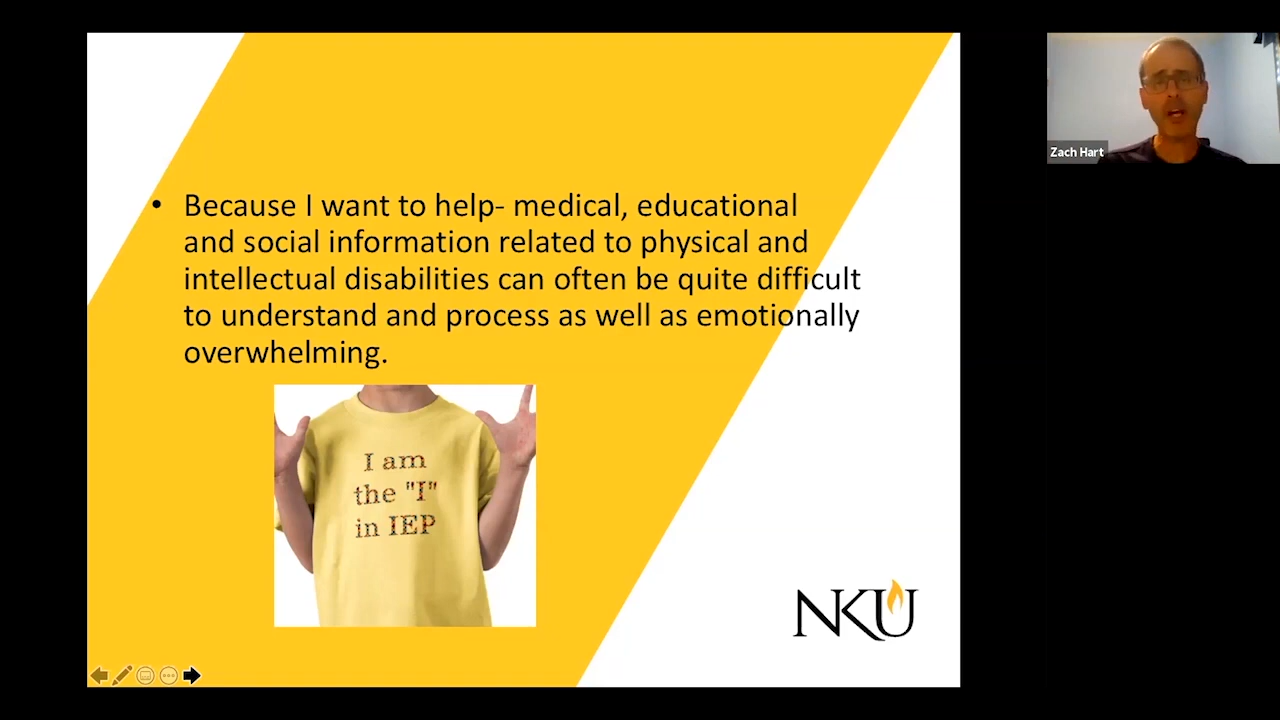 • Because I want to help- medical, educational
and social information related to physical and
intellectual disabilities can often be quite difficult
to understand and process as well as emotionally
overwhelming.
I am
the "I"
in IEP
NKU
Zach Hart